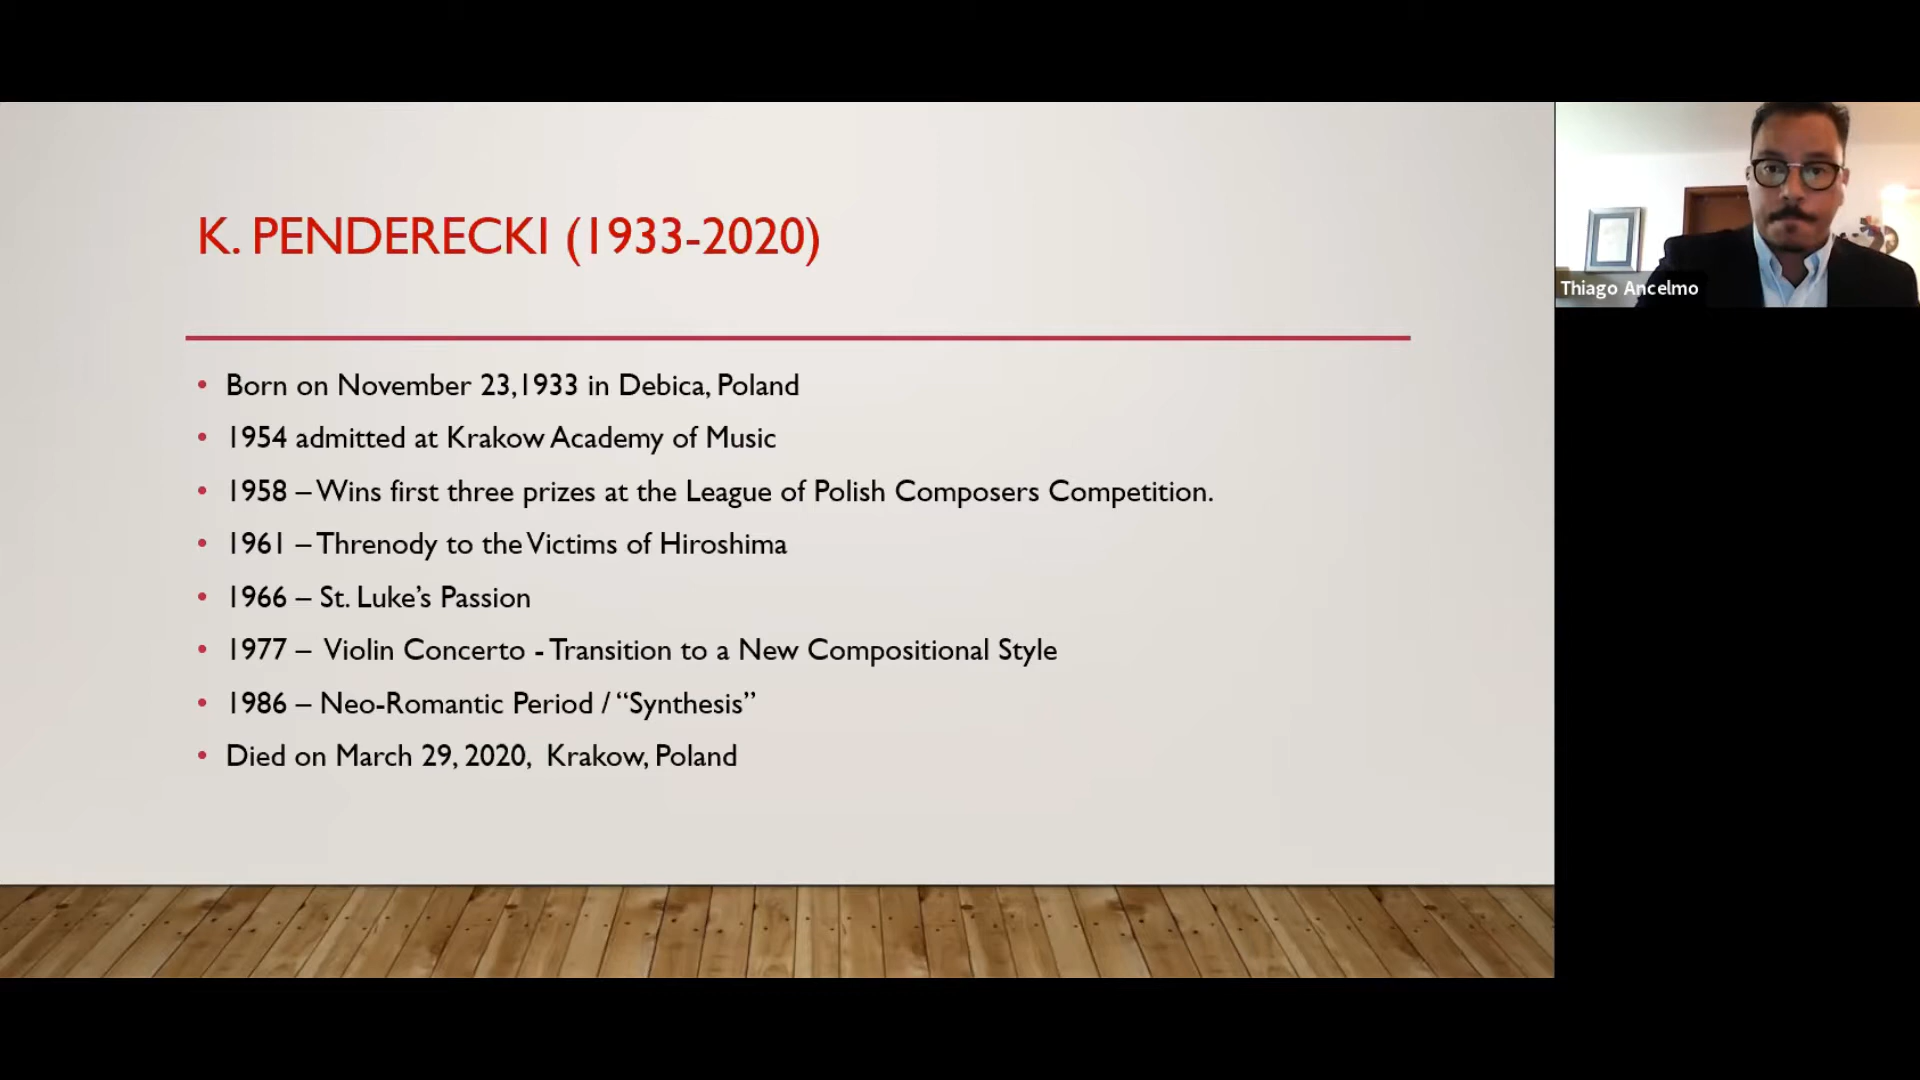 K. PENDERECKI (1933-2020)
• Born on November 23,1933 in Debica, Poland
• 1954 admitted at Krakow Academy of Music
• 1958 – Wins first three prizes at the League of Polish Composers Competition.
• 1961 – Threnody to the Victims of Hiroshima
• 1966 – St. Luke’s Passion
• 1977 – Violin Concerto - Transition to a New Compositional Style
• 1986 – Neo-Romantic Period / “Synthesis”
• Died on March 29, 2020, Krakow, Poland
Thiago Ancelmo